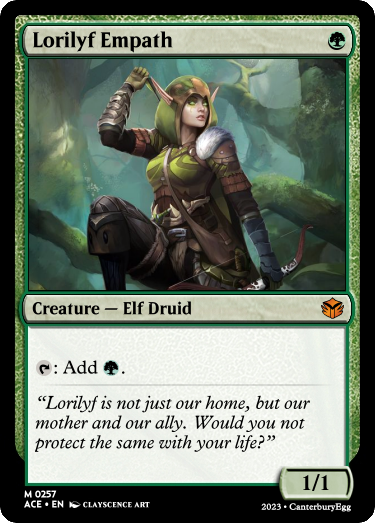 Lorilyf Empath
Creature — Elf Druid
: Add .
“Lorilyf is not just our home, but our
mother and our ally. Would you not
protect the same with your life?”
1/1
M 0257
ACE • EN CLAYSCIENCE ART
2023 • CanterburyEgg